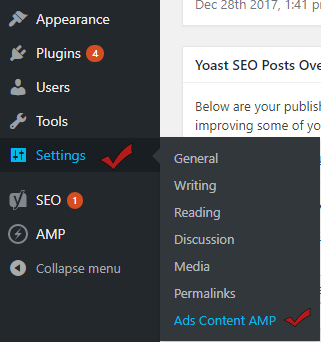 Appearance
Plugins 4
Users
Tools
Settings
SEO 1
AMP
Collapse menu
General
Writing
Reading
Discussion
Media
Permalinks
Ads Content AMP
Dec 28th 2017, 1:41 p
Yoast SEO Posts Ove
Below are your publis
improving some of yo